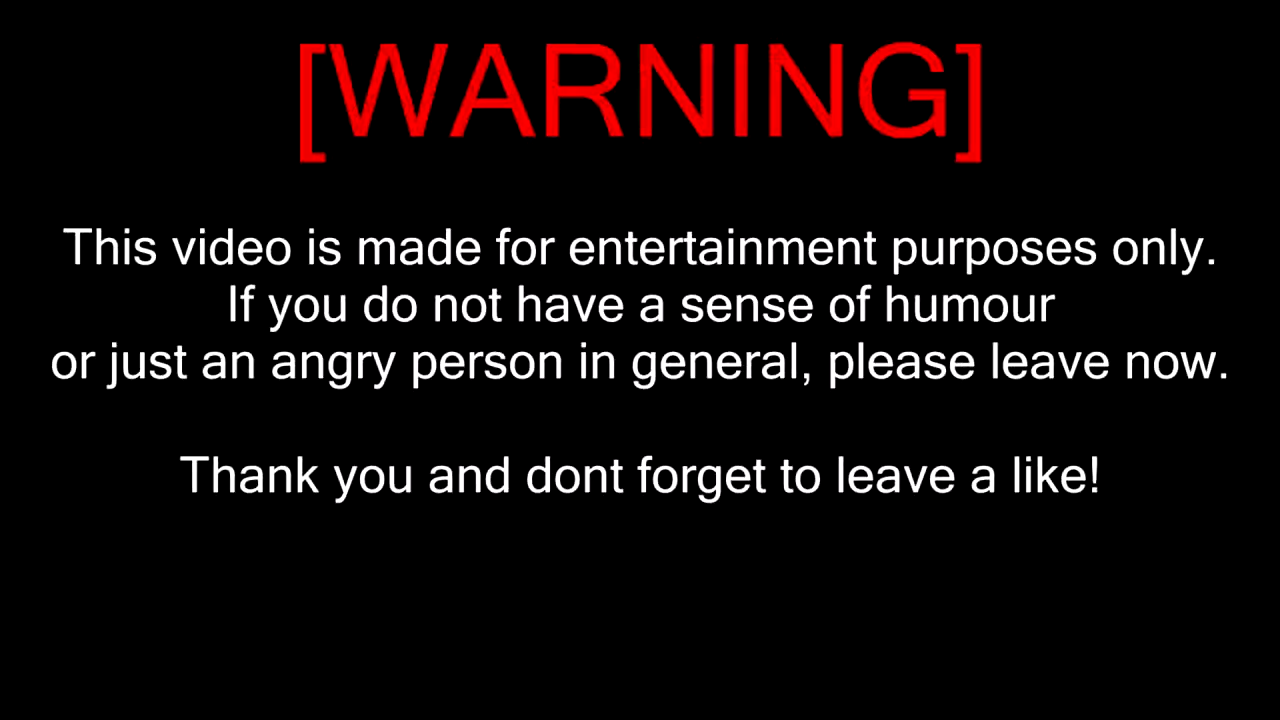 [WARNING]
This video is made for entertainment purposes only.
If you do not have a sense of humour
or just an angry person in general, please leave now.
Thank you and dont forget to leave a like!